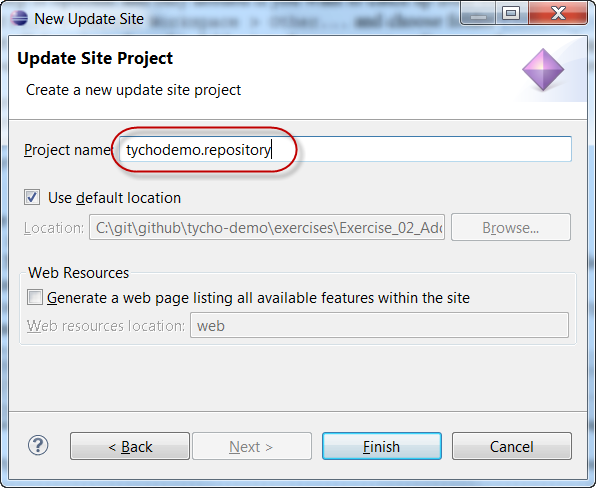 New Update Site
Update Site Project
Create a new update site project
Project name: tychodemo.repository
Use default location
Location: C:\git\github\tycho-demo\exercises\Exercise_02_Add Browse...
Web Resources
Generate a web page listing all available features within the site
Web resources location: web
< Back Next > Finish Cancel